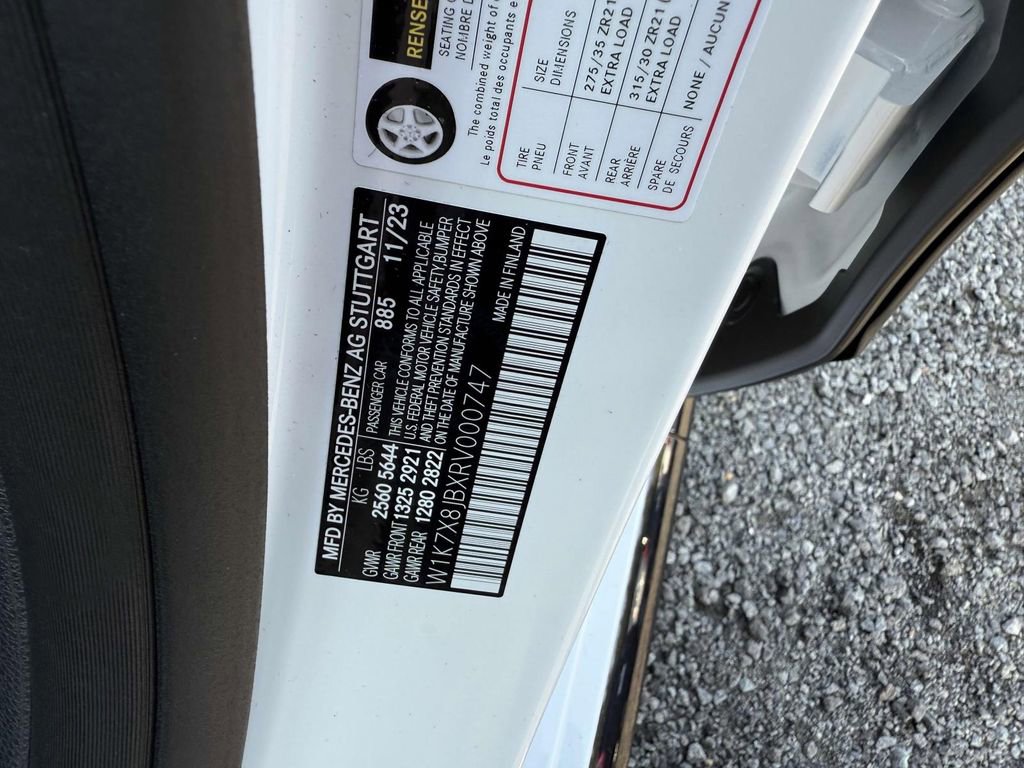 RENSE
SEATING C
NOMBRE D
The combined weight of
Le poids total des occupants e
TIRE SIZE
PNEU DIMENSIONS
FRONT 275/35 ZR21
AVANT EXTRA LOAD
REAR 315/30 ZR21
ARRIÈRE EXTRA LOAD
SPARE NONE / AUCUN
DE SECOURS
MFD BY MERCEDES-BENZ AG STUTTGART
KG LBS PASSENGER CAR 885 11/23
GVWR 2560 5644 THIS VEHICLE CONFORMS TO ALL APPLICABLE
GAWR FRONT 1325 2921 U.S. FEDERAL MOTOR VEHICLE SAFETY,BUMPER
GAWR REAR 1280 2822 AND THEFT PREVENTION STANDARDS IN EFFECT
ON THE DATE OF MANUFACTURE SHOWN ABOVE
W1K7X8JBXRV000747 MADE IN FINLAND